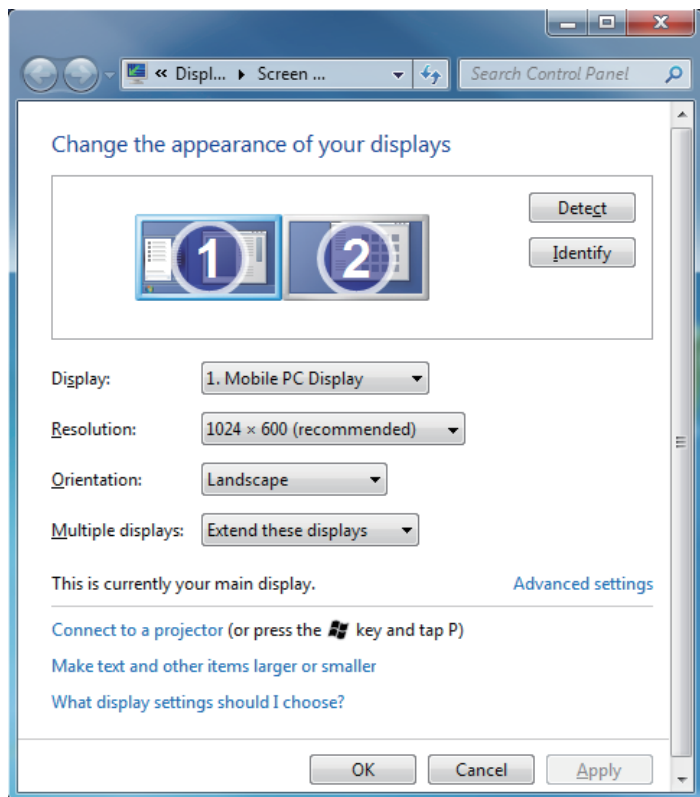 « Displ... ▸ Screen ... Search Control Panel
Change the appearance of your displays
1 2
Detect
Identify
Display: 1. Mobile PC Display
Resolution: 1024 × 600 (recommended)
Orientation: Landscape
Multiple displays: Extend these displays
This is currently your main display. Advanced settings
Connect to a projector (or press the key and tap P)
Make text and other items larger or smaller
What display settings should I choose?
OK Cancel Apply